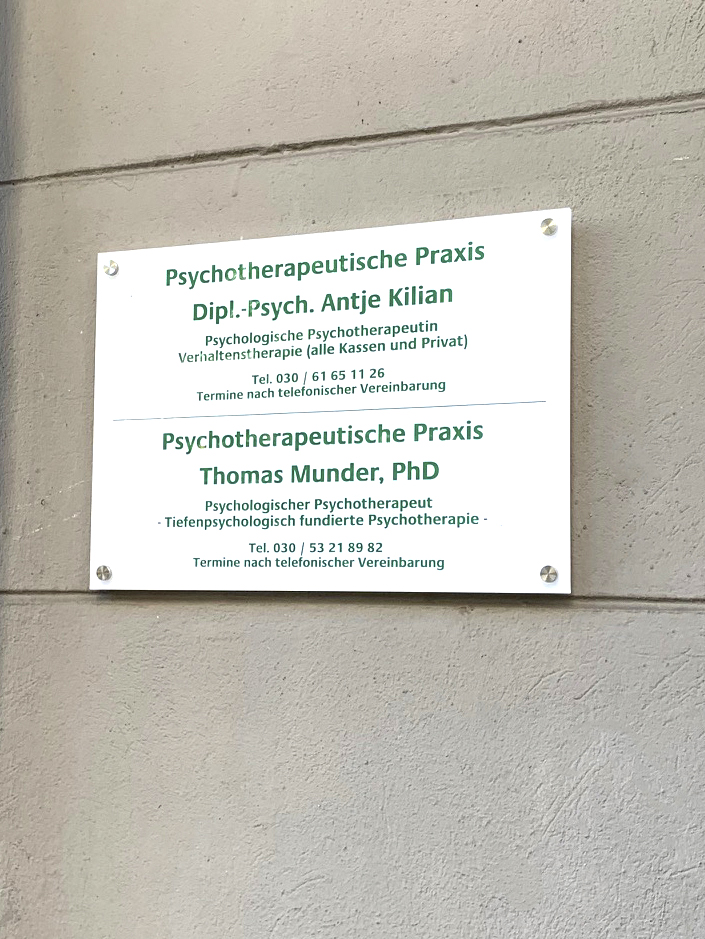 Psychotherapeutische Praxis
Dipl.-Psych. Antje Kilian
Psychologische Psychotherapeutin
Verhaltenstherapie (alle Kassen und Privat)
Tel. 030 / 61 65 11 26
Termine nach telefonischer Vereinbarung
Psychotherapeutische Praxis
Thomas Munder, PhD
Psychologischer Psychotherapeut
- Tiefenpsychologisch fundierte Psychotherapie -
Tel. 030 / 53 21 89 82
Termine nach telefonischer Vereinbarung